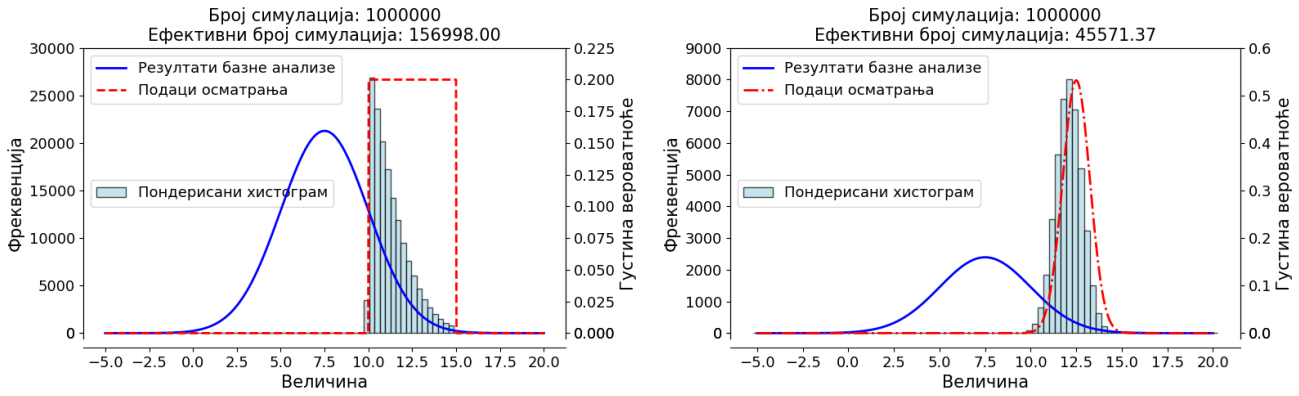 Број симулација: 1000000
Ефективни број симулација: 156998.00
30000
25000
20000
15000
10000
5000
0
Фреквенција
Резултати базне анализе
Подаци осматрања
Пондерисани хистограм
0.225
0.200
0.175
0.150
0.125
0.100
0.075
0.050
0.025
0.000
Густина вероватноће
−5.0 −2.5 0.0 2.5 5.0 7.5 10.0 12.5 15.0 17.5 20.0
Величина
Број симулација: 1000000
Ефективни број симулација: 45571.37
9000
8000
7000
6000
5000
4000
3000
2000
1000
0
Фреквенција
Резултати базне анализе
Подаци осматрања
Пондерисани хистограм
0.6
0.5
0.4
0.3
0.2
0.1
0.0
Густина вероватноће
−5.0 −2.5 0.0 2.5 5.0 7.5 10.0 12.5 15.0 17.5 20.0
Величина